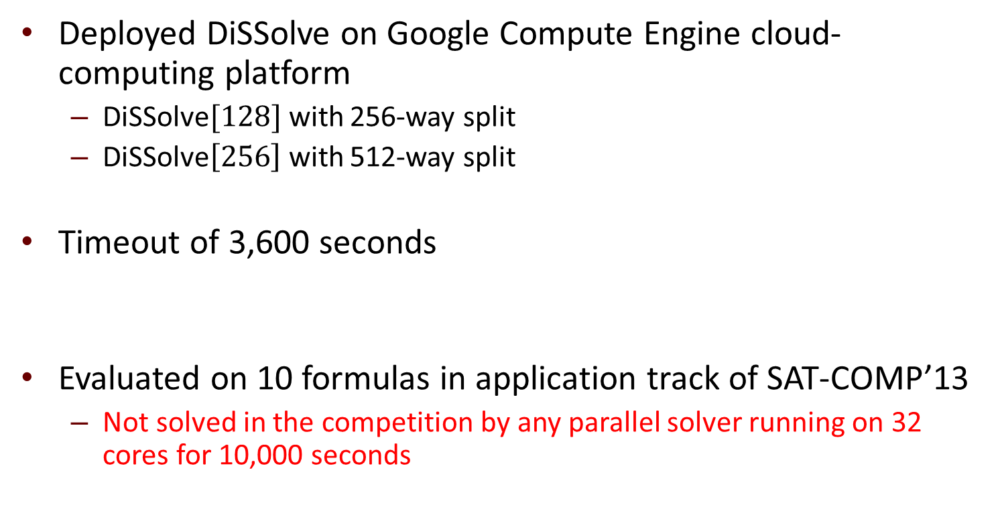 • Deployed DiSSolve on Google Compute Engine cloud-
computing platform
– DiSSolve[128] with 256-way split
– DiSSolve[256] with 512-way split
• Timeout of 3,600 seconds
• Evaluated on 10 formulas in application track of SAT-COMP’13
– Not solved in the competition by any parallel solver running on 32
cores for 10,000 seconds